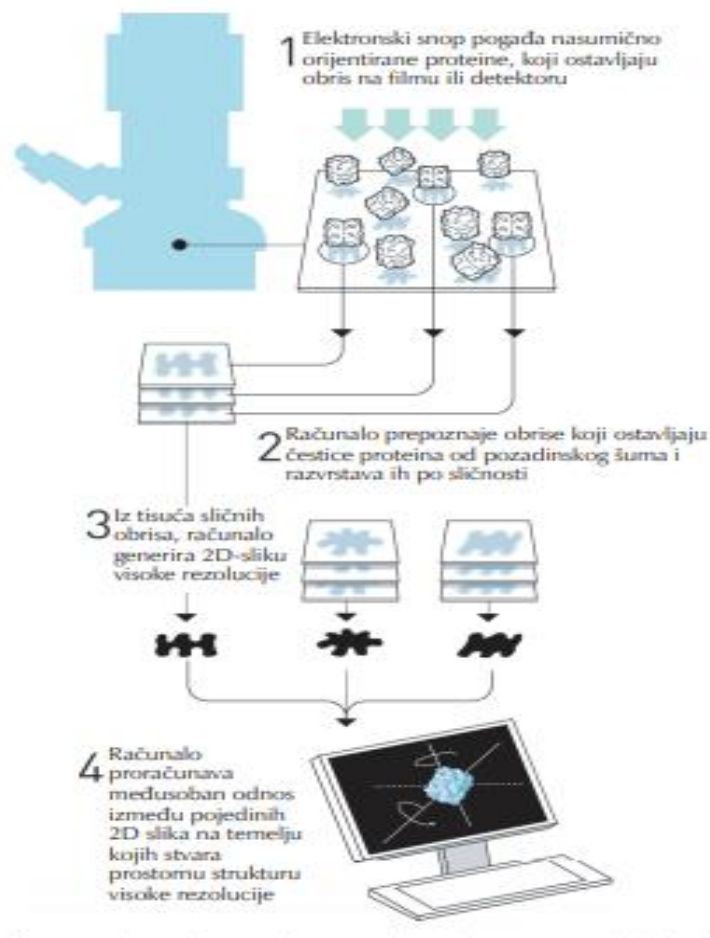 1 Elektronski snop pogađa nasumično
orijentirane proteine, koji ostavljaju
obris na filmu ili detektoru
2 Računalo prepoznaje obrise koji ostavljaju
čestice proteina od pozadinskog šuma i
razvrstava ih po sličnosti
3 Iz tisuća sličnih
obrisa, računalo
generira 2D-sliku
visoke rezolucije
4 Računalo
proračunava
međusoban odnos
između pojedinih
2D slika na temelju
kojih stvara
prostornu strukturu
visoke rezolucije